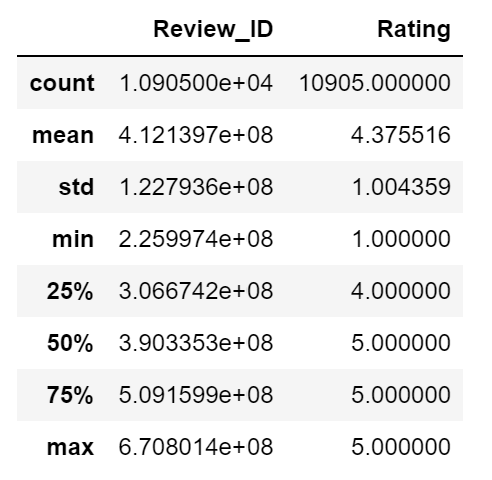 Review_ID Rating
count 1.090500e+04 10905.000000
mean 4.121397e+08 4.375516
std 1.227936e+08 1.004359
min 2.259974e+08 1.000000
25% 3.066742e+08 4.000000
50% 3.903353e+08 5.000000
75% 5.091599e+08 5.000000
max 6.708014e+08 5.000000